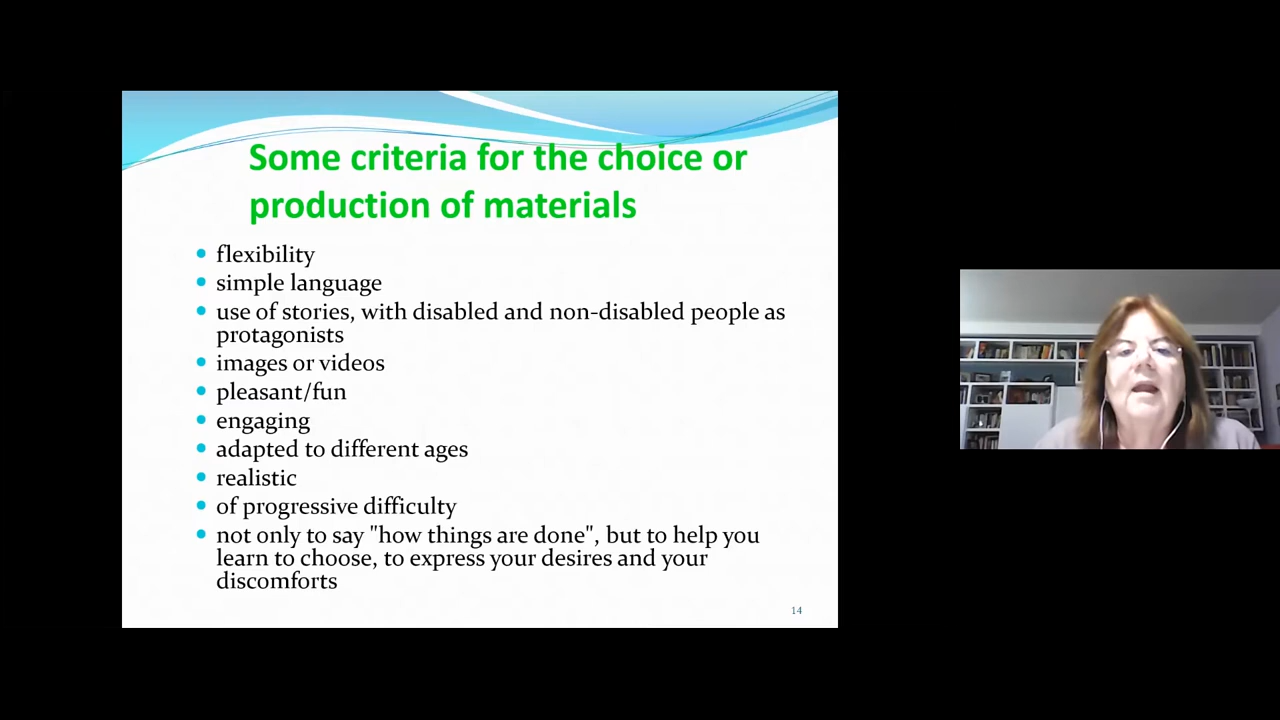 Some criteria for the choice or
production of materials
• flexibility
• simple language
• use of stories, with disabled and non-disabled people as
protagonists
• images or videos
• pleasant/fun
• engaging
• adapted to different ages
• realistic
• of progressive difficulty
• not only to say "how things are done", but to help you
learn to choose, to express your desires and your
discomforts
14